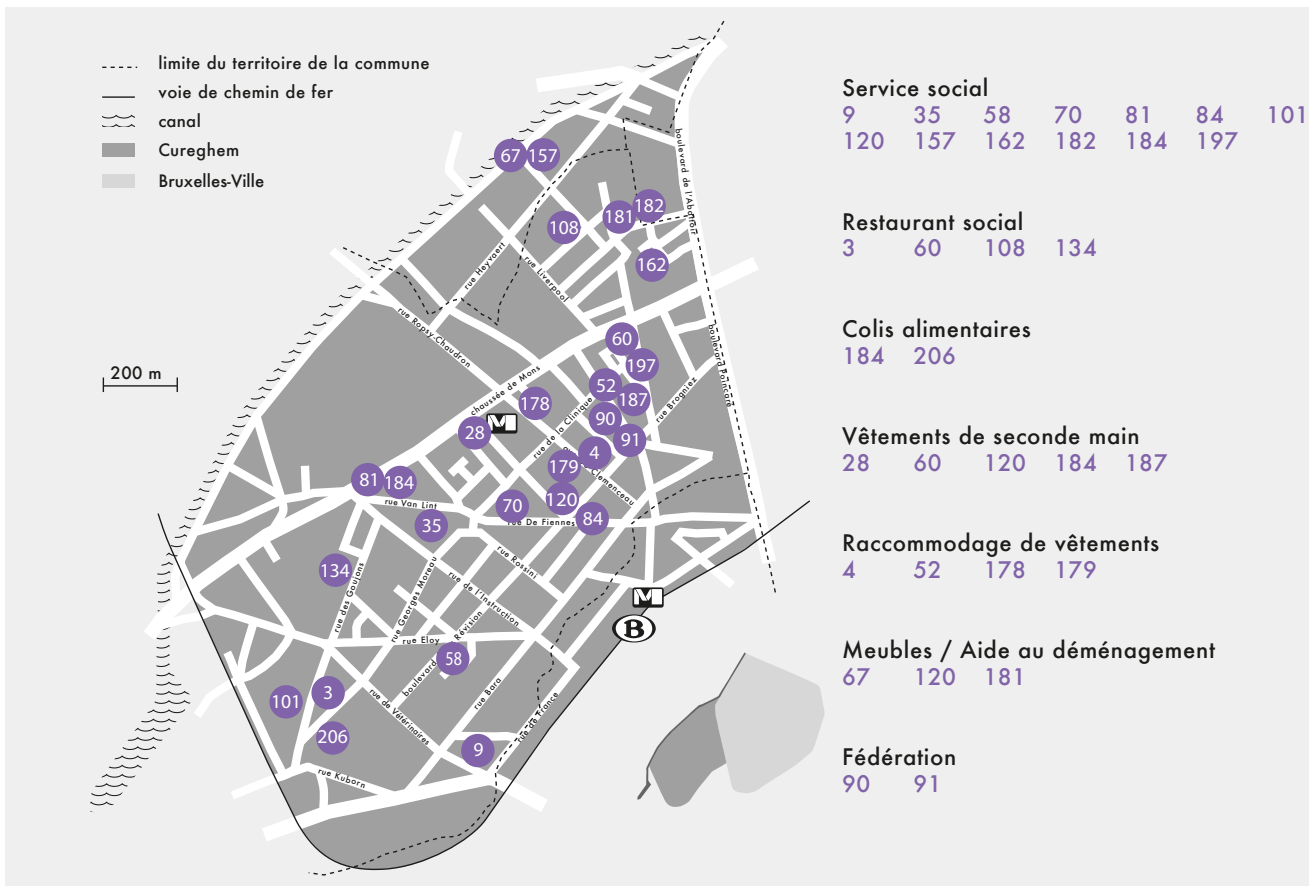 limite du territoire de la commune
voie de chemin de fer
canal
Cureghem
Bruxelles-Ville
200 m
67
157
boulevard de l'Abattoir
182
181
108
162
rue Heyvaert
rue Liverpool
rue Ropsy-Chaudron
60
boulevard Poincaré
197
chaussée de Mons
52
178
187
rue Brogniez
rue de la Clinique
90
28
M
91
4
179
Clemenceau
81
184
120
rue Van Lint
70
rue De Fiennes
84
35
rue Rossini
134
rue des Goujons
rue Georges Moreau
rue de l'Instruction
M
B
rue Eloy
boulevard Révision
58
101
3
rue Bara
rue de Vétérinaires
rue de France
206
9
rue Kuborn
Service social
9 35 58 70 81 84 101
120 157 162 182 184 197
Restaurant social
3 60 108 134
Colis alimentaires
184 206
Vêtements de seconde main
28 60 120 184 187
Raccommodage de vêtements
4 52 178 179
Meubles / Aide au déménagement
67 120 181
Fédération
90 91